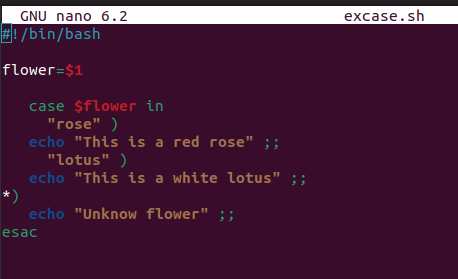 GNU nano 6.2 excase.sh
#!/bin/bash
flower=$1
case $flower in
"rose" )
echo "This is a red rose" ;;
"lotus" )
echo "This is a white lotus" ;;
*)
echo "Unknow flower" ;;
esac